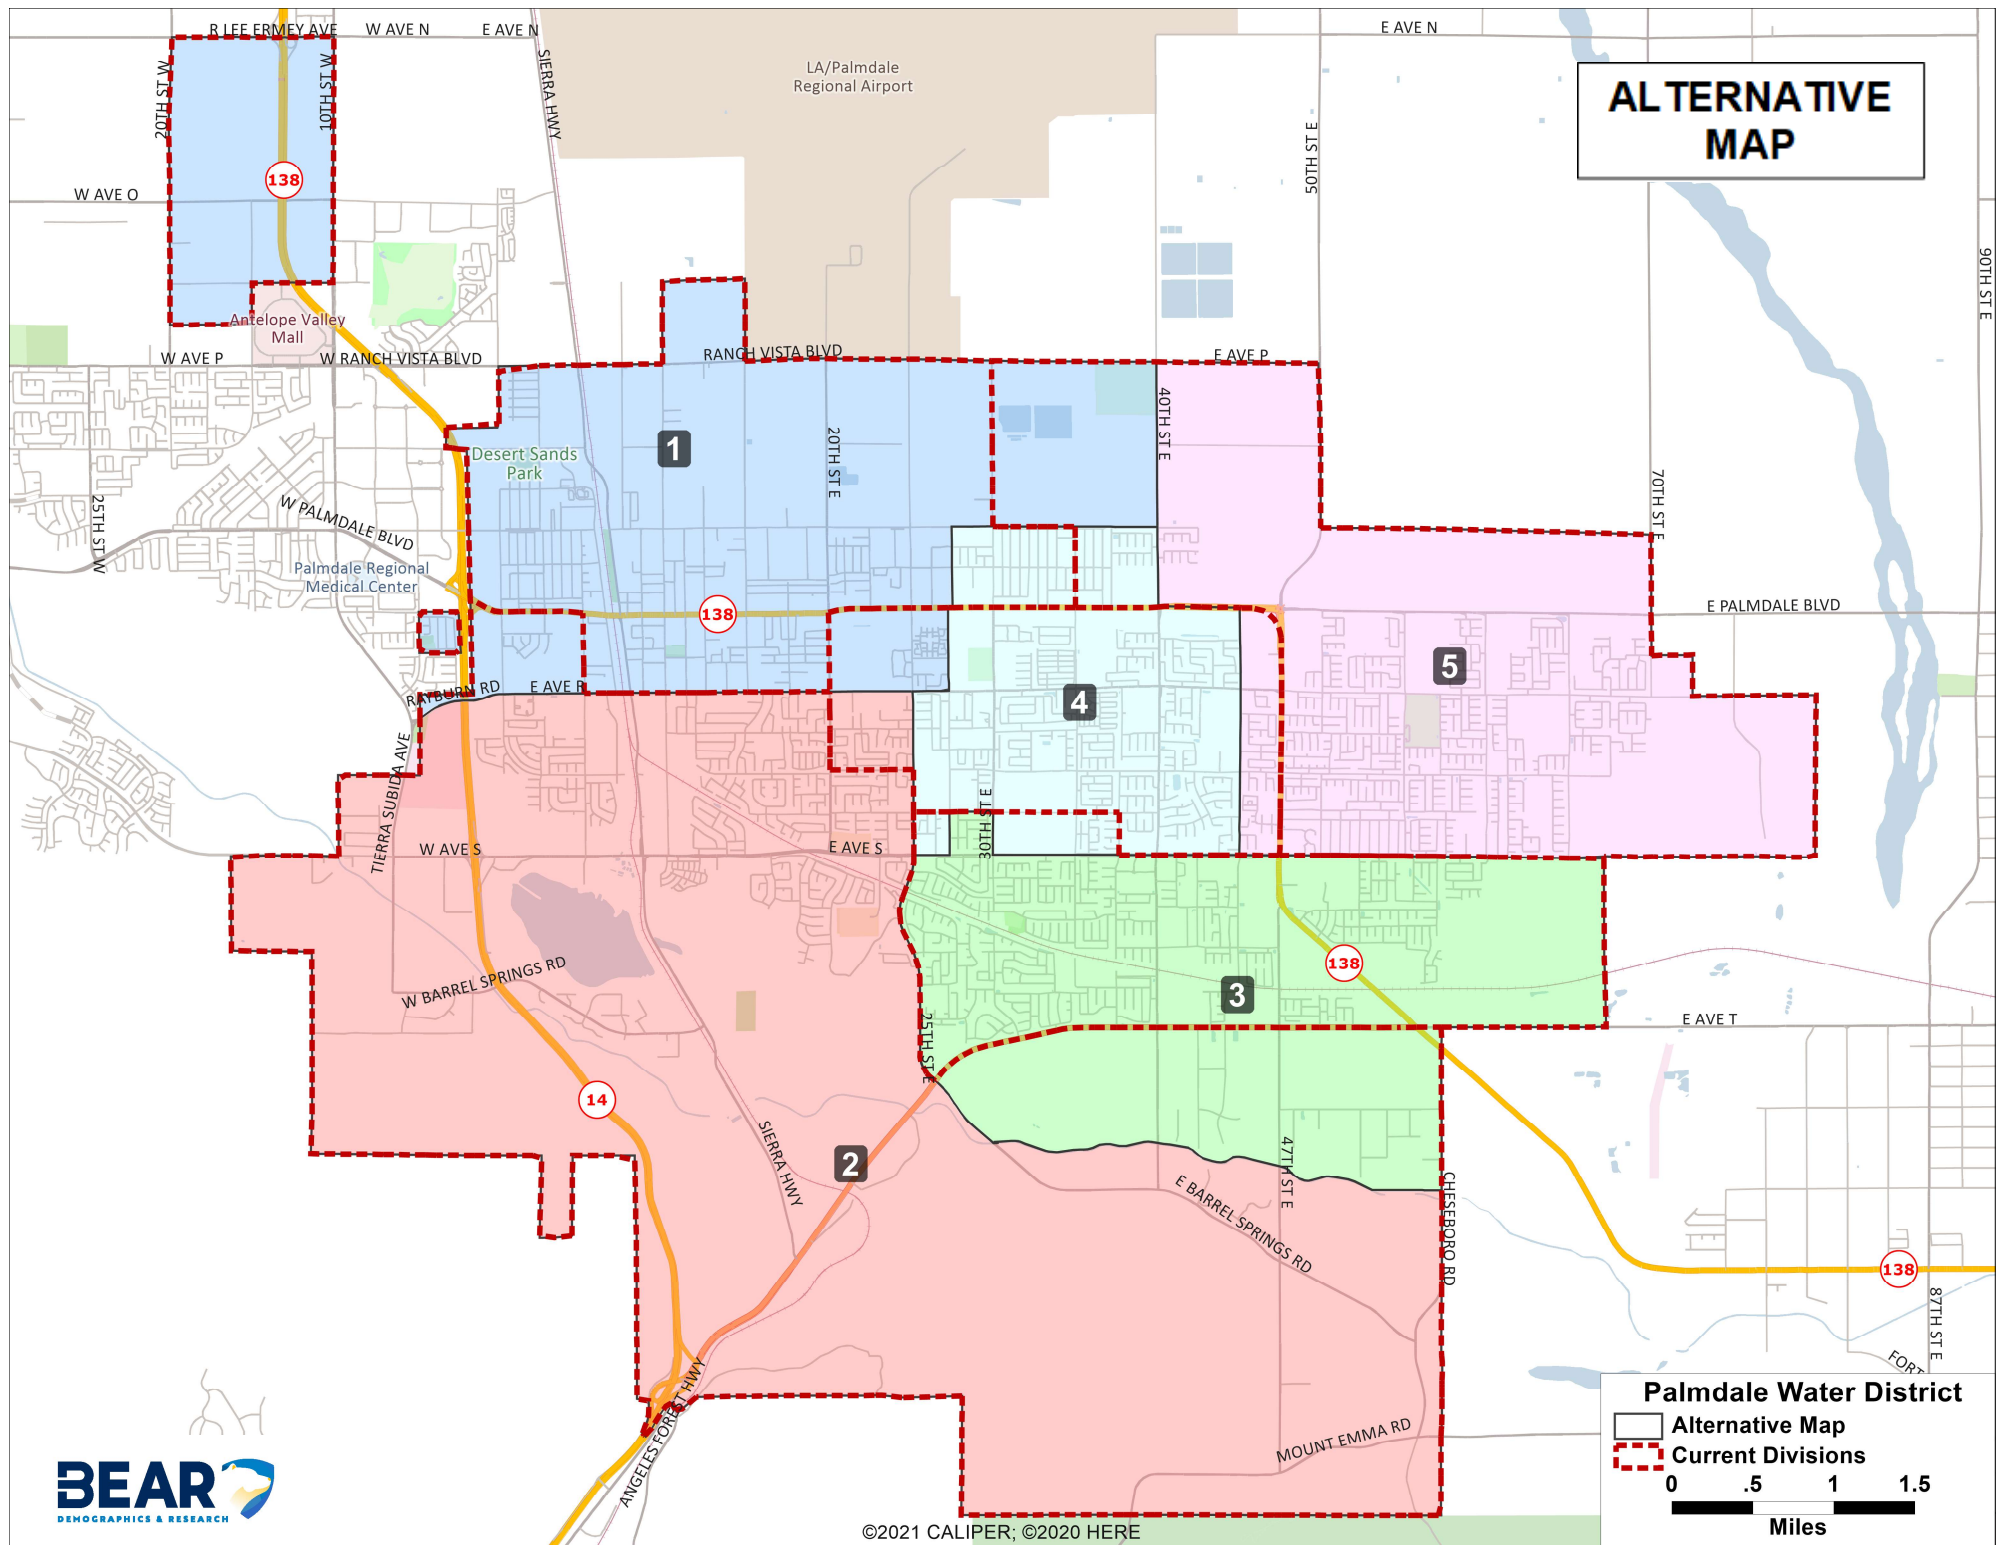 R LEE ERMEY AVE
W AVE N
E AVE N
E AVE N
LA/Palmdale
Regional Airport
ALTERNATIVE
MAP
20TH ST W
10TH ST W
SIERRA HWY
50TH ST E
138
W AVE O
90TH ST E
Antelope Valley
Mall
W AVE P
W RANCH VISTA BLVD
RANCH VISTA BLVD
E AVE P
40TH ST E
1
Desert Sands
Park
20TH ST E
70TH ST E
25TH ST W
W PALMDALE BLVD
Palmdale Regional
Medical Center
138
E PALMDALE BLVD
5
RAYBURN RD
E AVE R
4
TIERRA SUBIDA AVE
30TH ST E
W AVE S
E AVE S
W BARREL SPRINGS RD
138
3
25TH ST E
E AVE T
14
SIERRA HWY
2
47TH ST E
E BARREL SPRINGS RD
CHESEBORO RD
138
87TH ST E
FORT
ANGELES FOREST HWY
MOUNT EMMA RD
Palmdale Water District
Alternative Map
Current Divisions
0 .5 1 1.5
Miles
BEAR
DEMOGRAPHICS & RESEARCH
©2021 CALIPER; ©2020 HERE